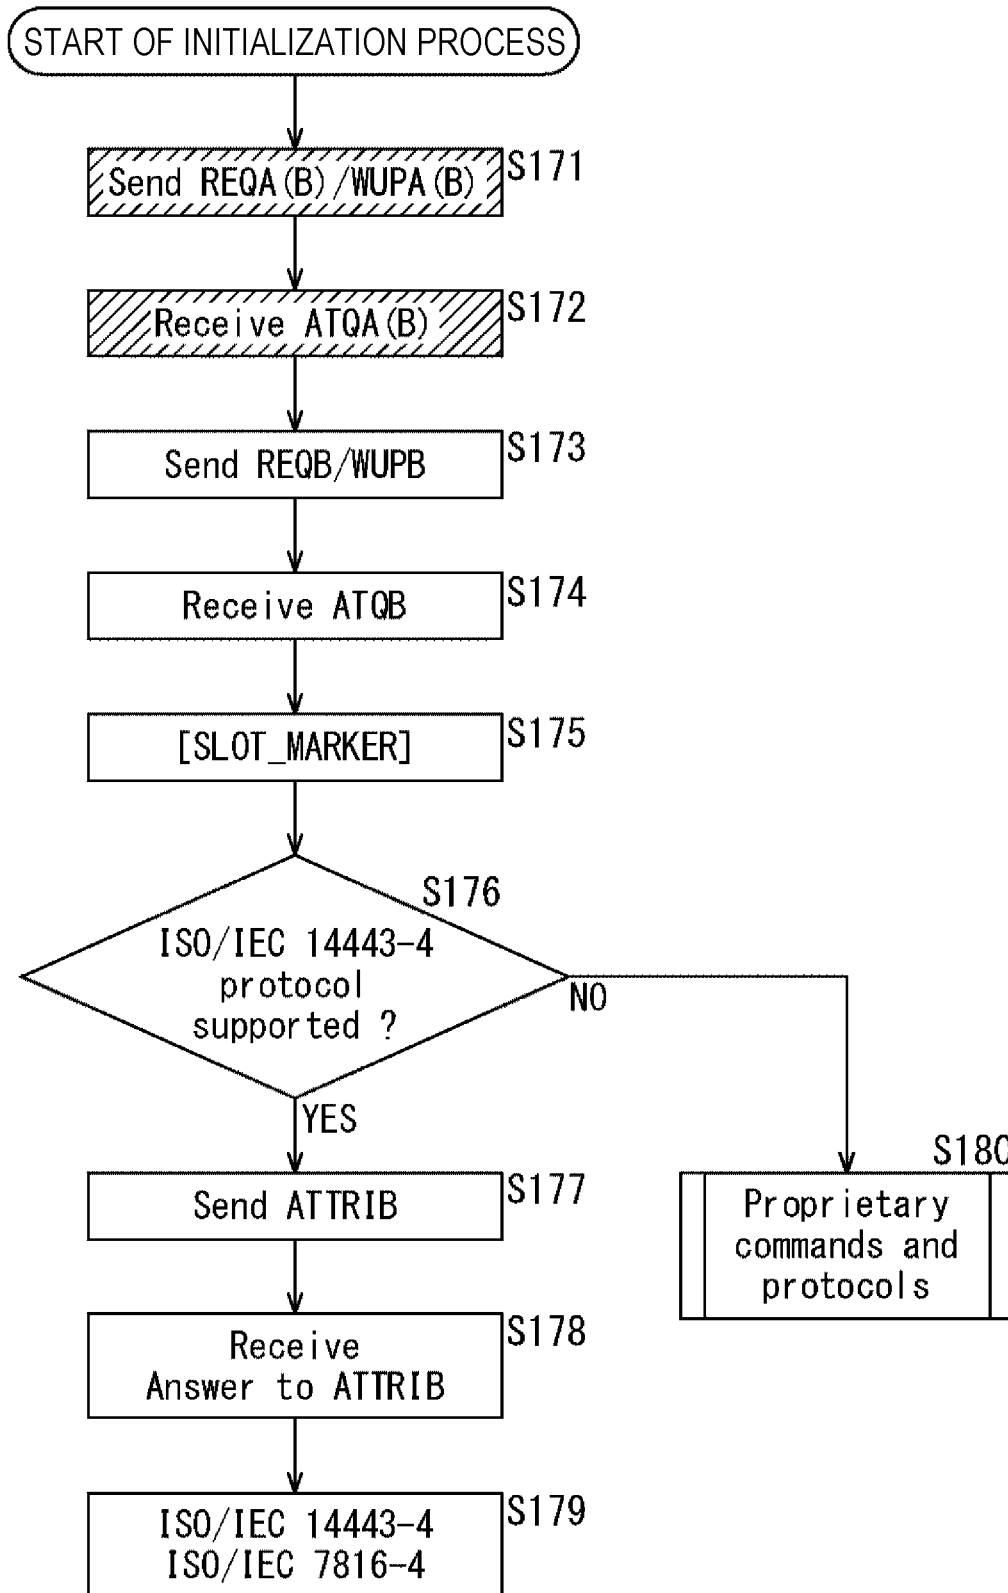 START OF INITIALIZATION PROCESS
Send REQA(B)/WUPA(B)
S171
Receive ATQA(B)
S172
Send REQB/WUPB
S173
Receive ATQB
S174
[SLOT_MARKER]
S175
S176
ISO/IEC 14443-4
protocol
supported ?
NO
YES
Send ATTRIB
S177
S180
Proprietary
commands and
protocols
Receive
Answer to ATTRIB
S178
ISO/IEC 14443-4
ISO/IEC 7816-4
S179